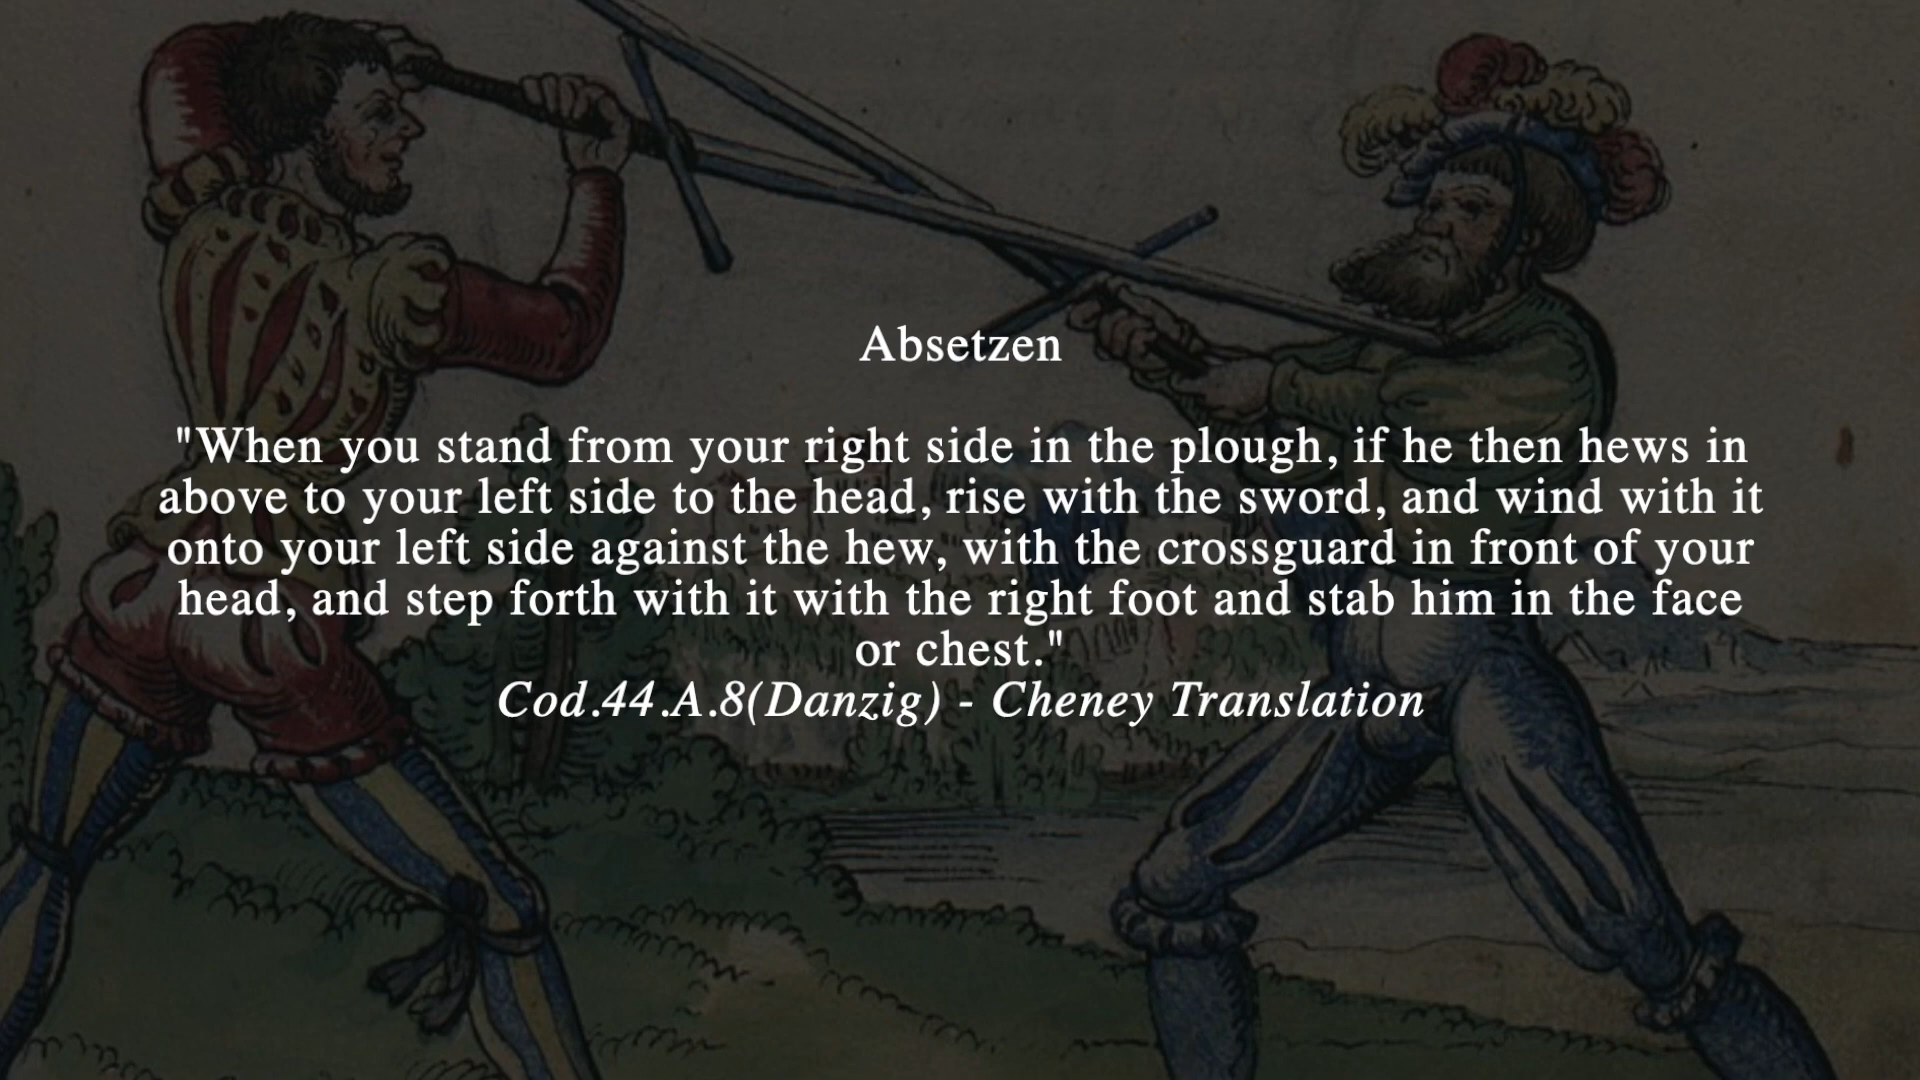 Absetzen
"When you stand from your right side in the plough, if he then hews in
above to your left side to the head, rise with the sword, and wind with it
onto your left side against the hew, with the crossguard in front of your
head, and step forth with it with the right foot and stab him in the face
or chest."
Cod.44.A.8(Danzig) - Cheney Translation